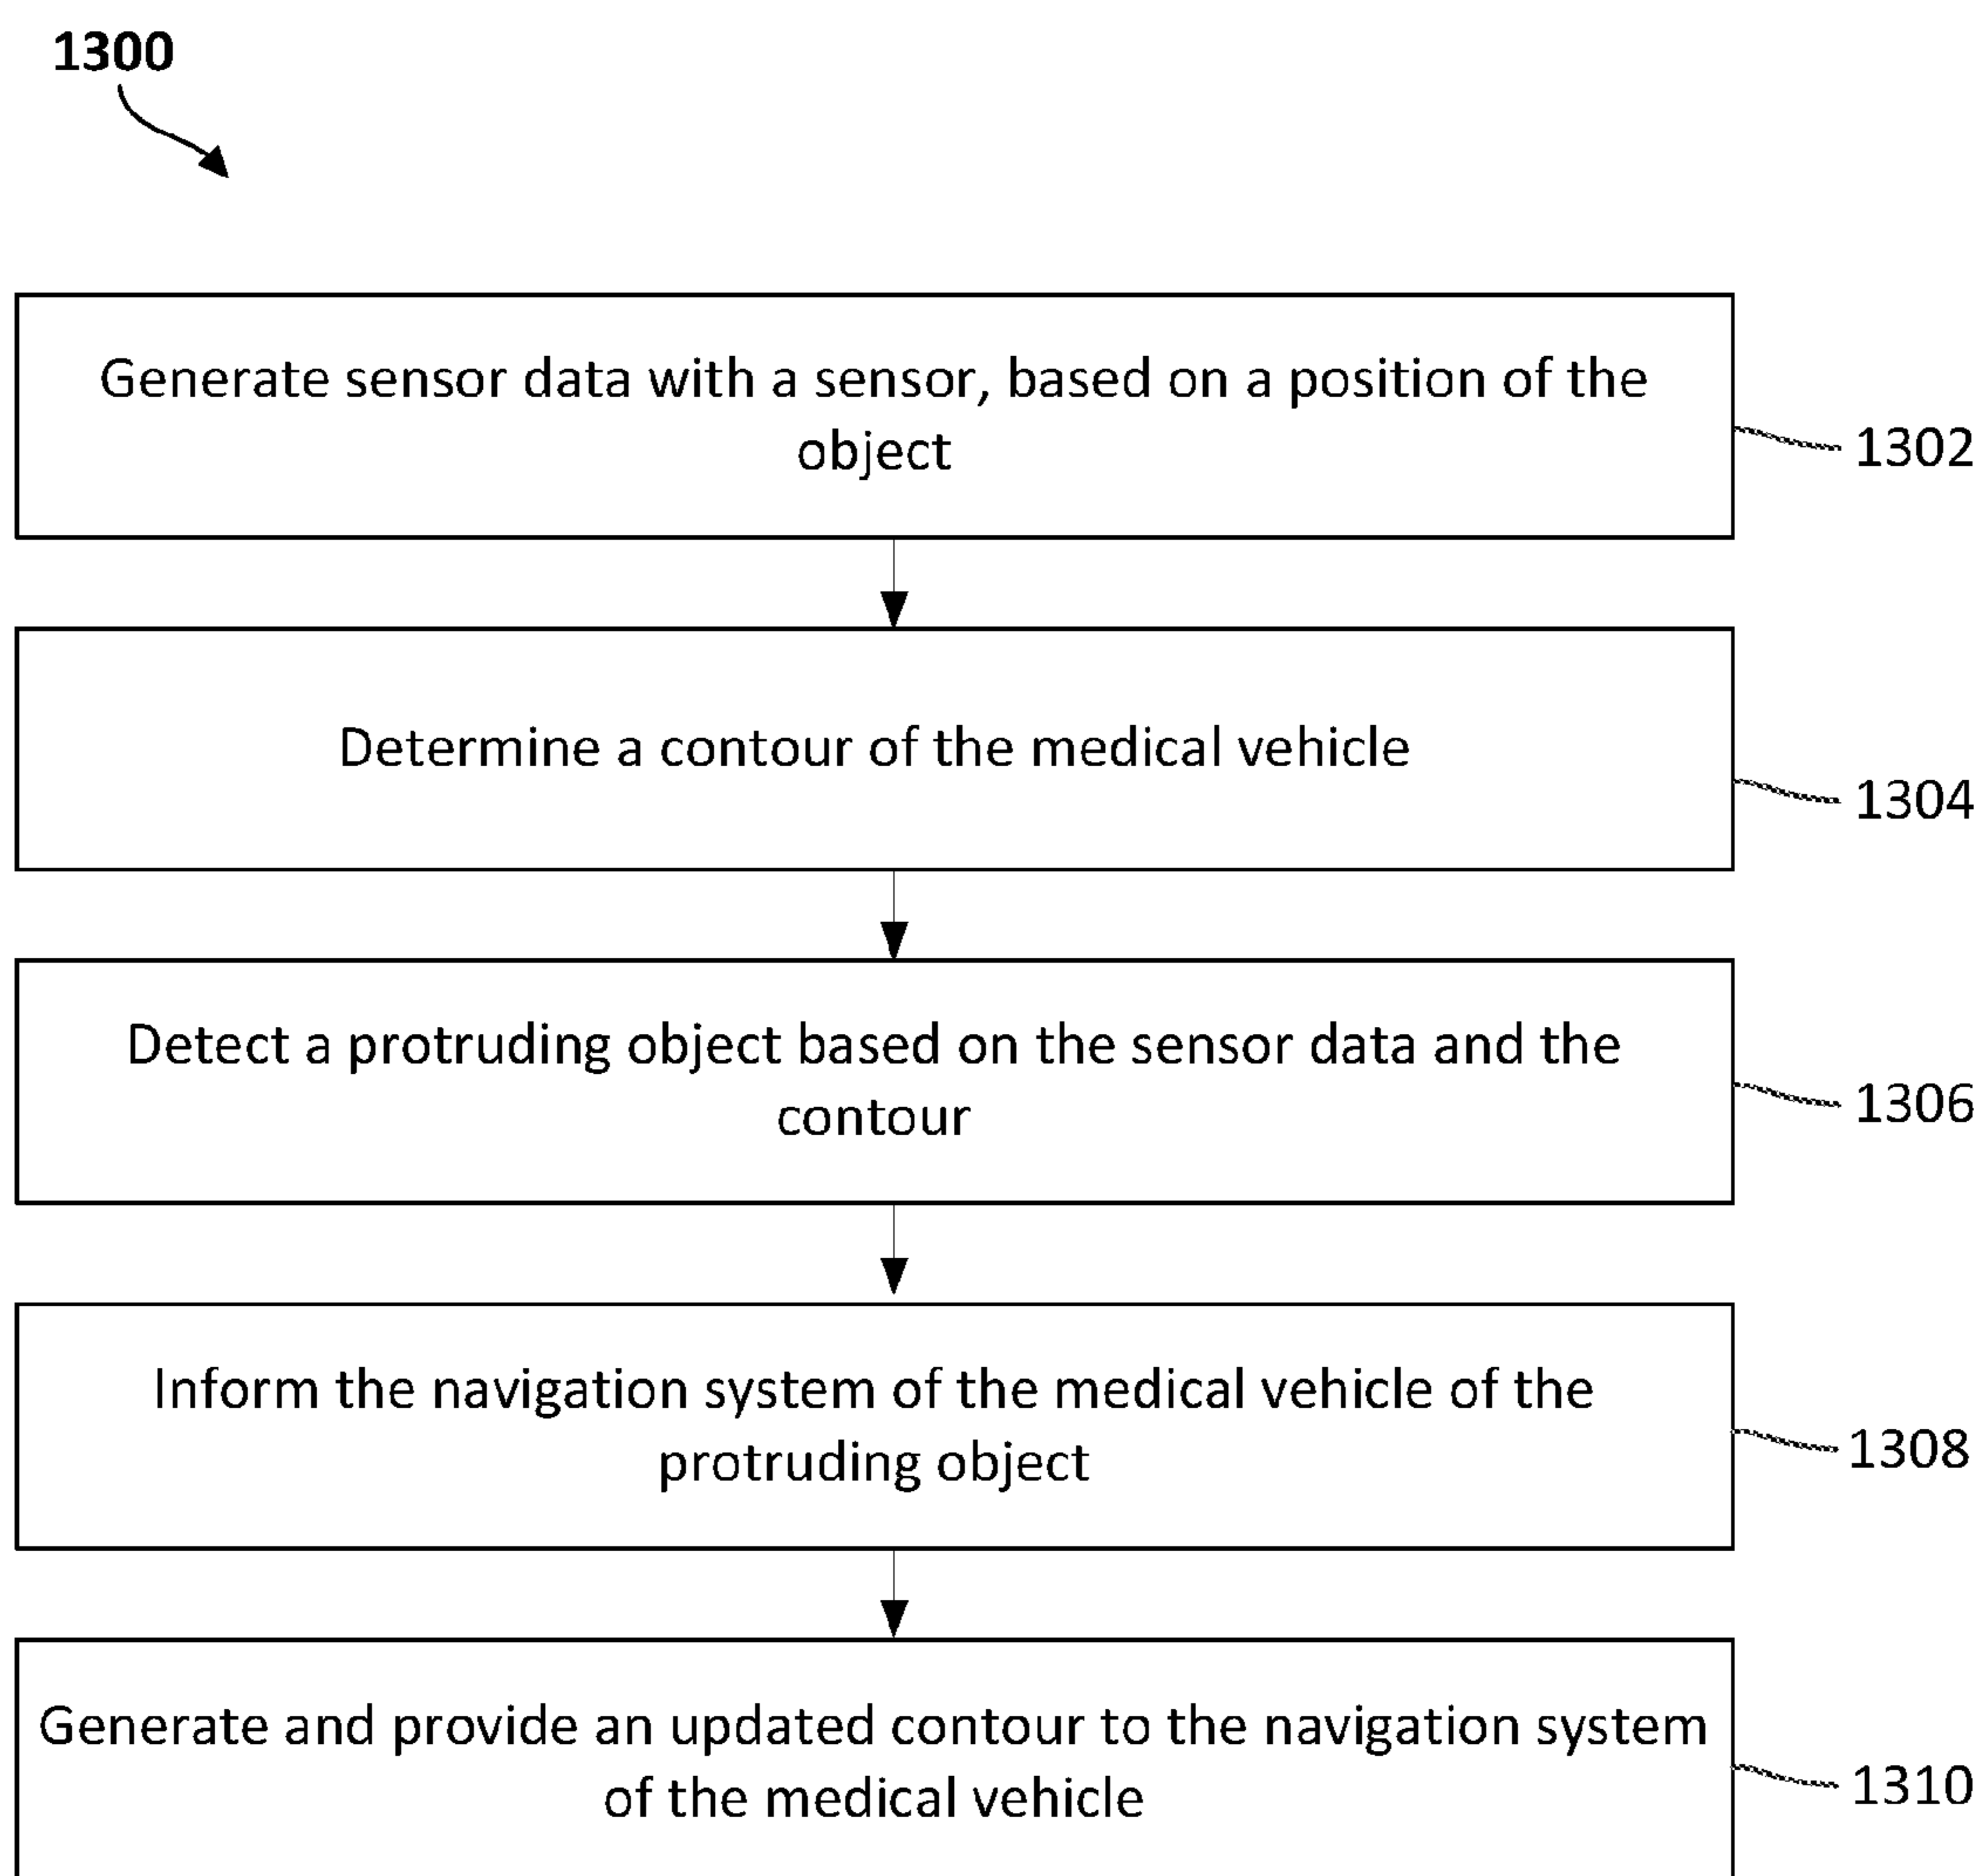 1300
Generate sensor data with a sensor, based on a position of the
object
1302
Determine a contour of the medical vehicle
1304
Detect a protruding object based on the sensor data and the
contour
1306
Inform the navigation system of the medical vehicle of the
protruding object
1308
Generate and provide an updated contour to the navigation system
of the medical vehicle
1310